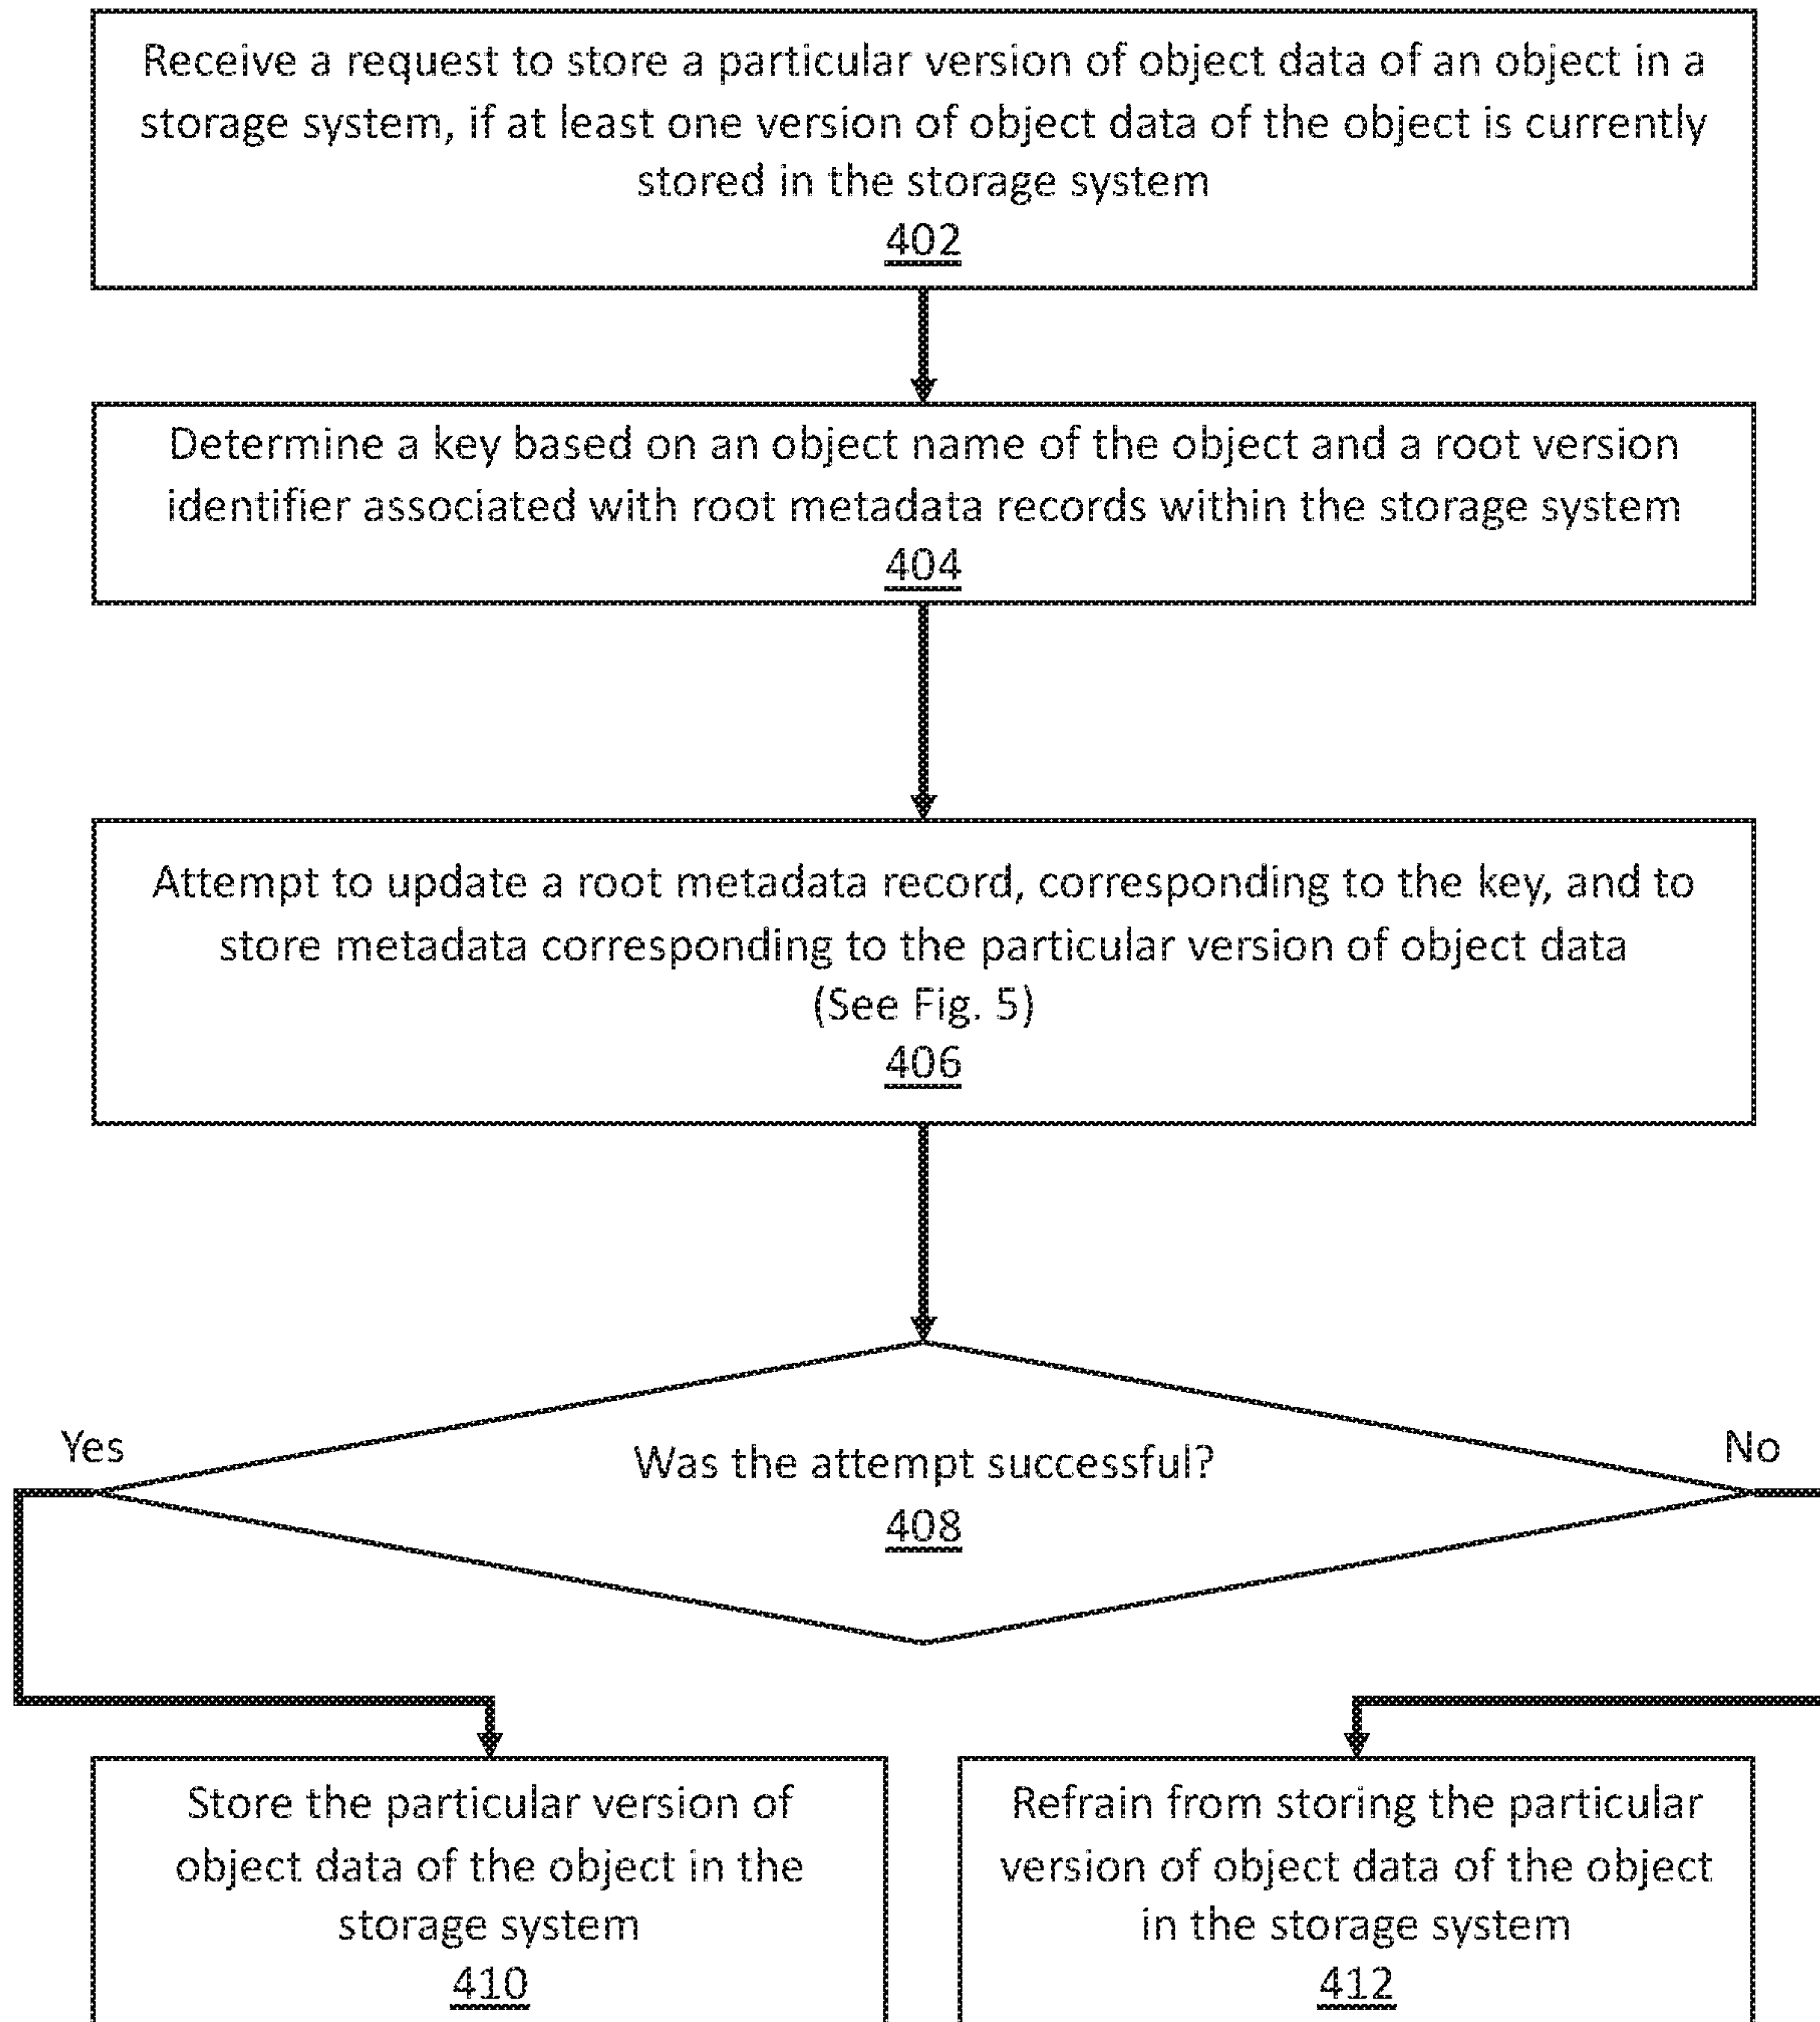 Receive a request to store a particular version of object data of an object in a
storage system, if at least one version of object data of the object is currently
stored in the storage system
402
Determine a key based on an object name of the object and a root version
identifier associated with root metadata records within the storage system
404
Attempt to update a root metadata record, corresponding to the key, and to
store metadata corresponding to the particular version of object data
(See Fig. 5)
406
Yes
No
Was the attempt successful?
408
Store the particular version of
object data of the object in the
storage system
410
Refrain from storing the particular
version of object data of the object
in the storage system
412